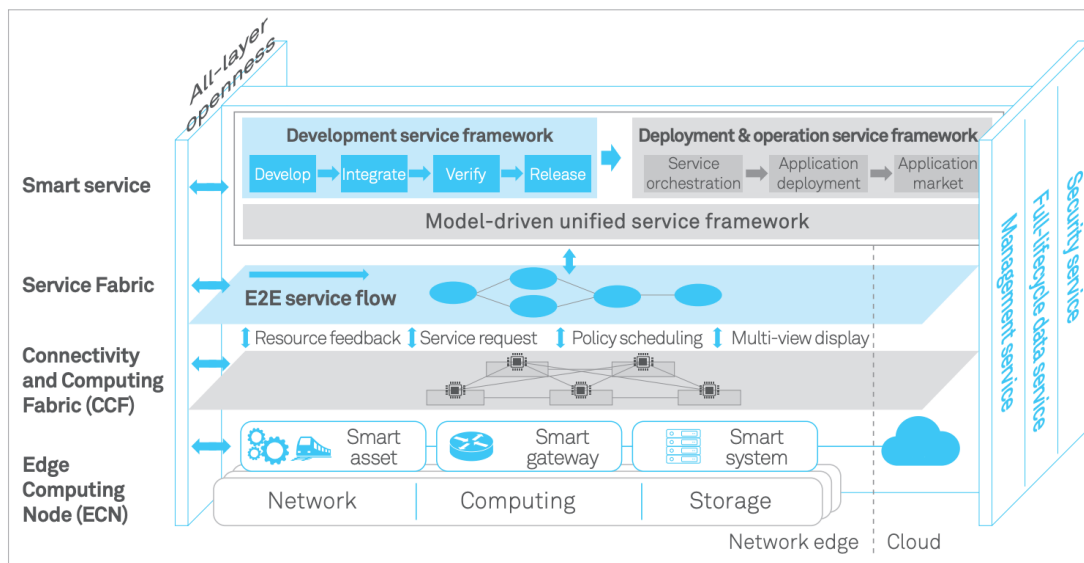 All-layer
openness
Development service framework
Develop
Integrate
Verify
Release
Deployment & operation service framework
Service
orchestration
Application
deployment
Application
market
Model-driven unified service framework
Smart service
Service Fabric
E2E service flow
Resource feedback
Service request
Policy scheduling
Multi-view display
Connectivity
and Computing
Fabric (CCF)
Edge
Computing
Node (ECN)
Smart
asset
Smart
gateway
Smart
system
Network
Computing
Storage
Network edge
Cloud
Management service
Full-lifecycle data service
Security service